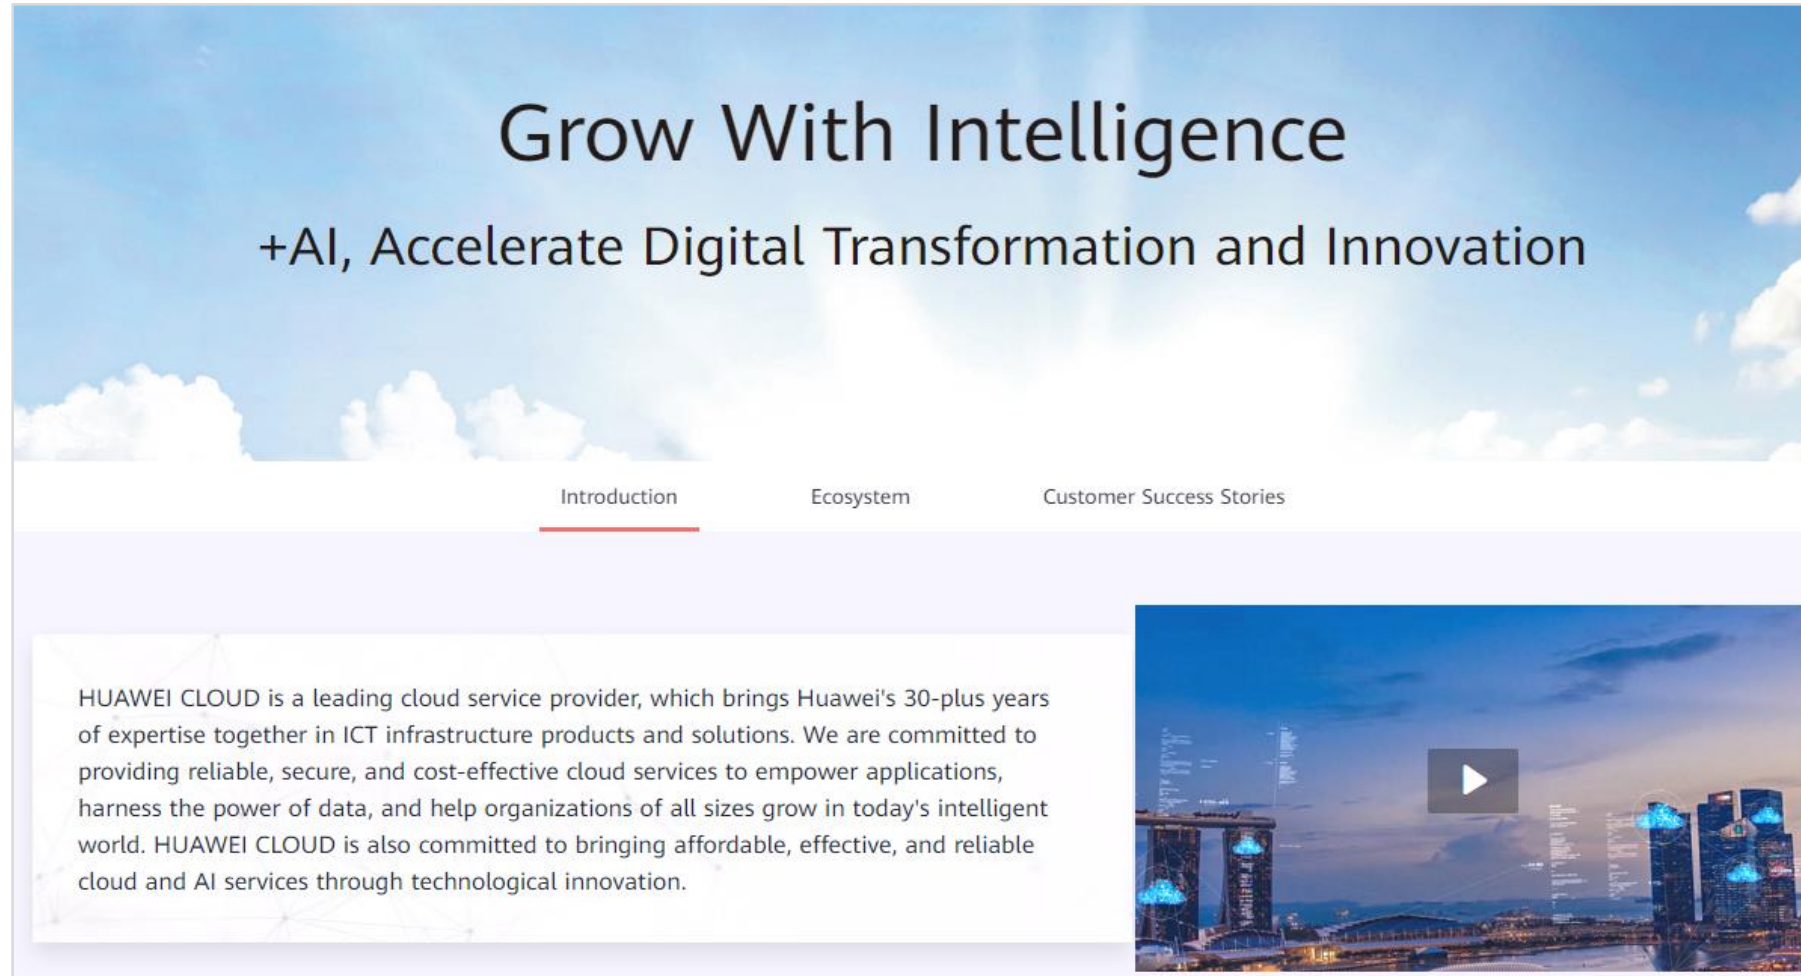 Grow With Intelligence
+AI, Accelerate Digital Transformation and Innovation
Introduction
Ecosystem
Customer Success Stories
HUAWEI CLOUD is a leading cloud service provider, which brings Huawei's 30-plus years
of expertise together in ICT infrastructure products and solutions. We are committed to
providing reliable, secure, and cost-effective cloud services to empower applications,
harness the power of data, and help organizations of all sizes grow in today's intelligent
world. HUAWEI CLOUD is also committed to bringing affordable, effective, and reliable
cloud and AI services through technological innovation.